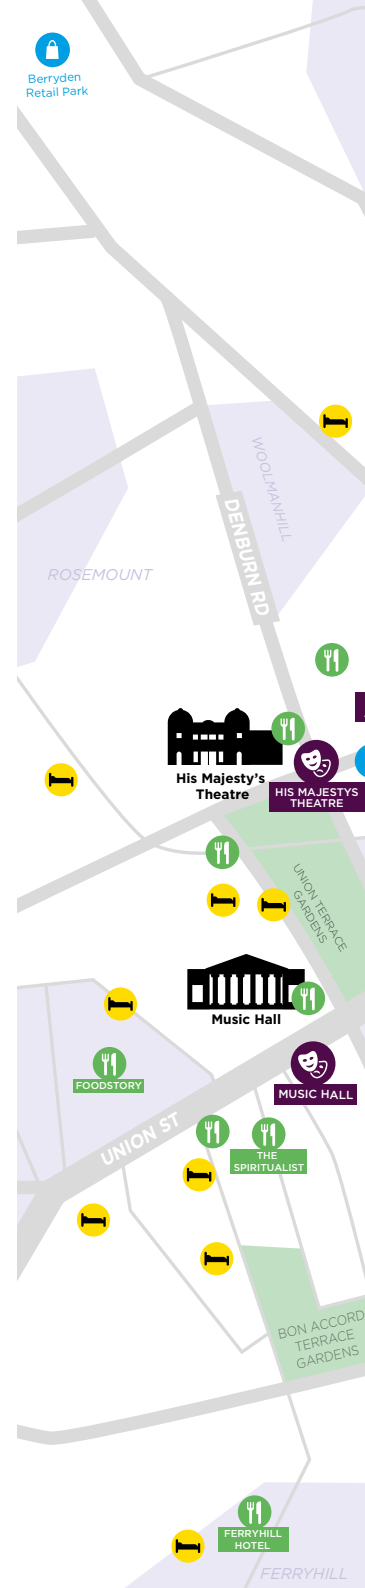 Berryden
Retail Park
WOOLMANHILL
DENBURN RD
ROSEMOUNT
His Majesty's
Theatre
HIS MAJESTYS
THEATRE
UNION TERRACE
GARDENS
Music Hall
FOODSTORY
MUSIC HALL
UNION ST
THE
SPIRITUALIST
BON ACCORD
TERRACE
GARDENS
FERRYHILL
HOTEL
FERRYHILL